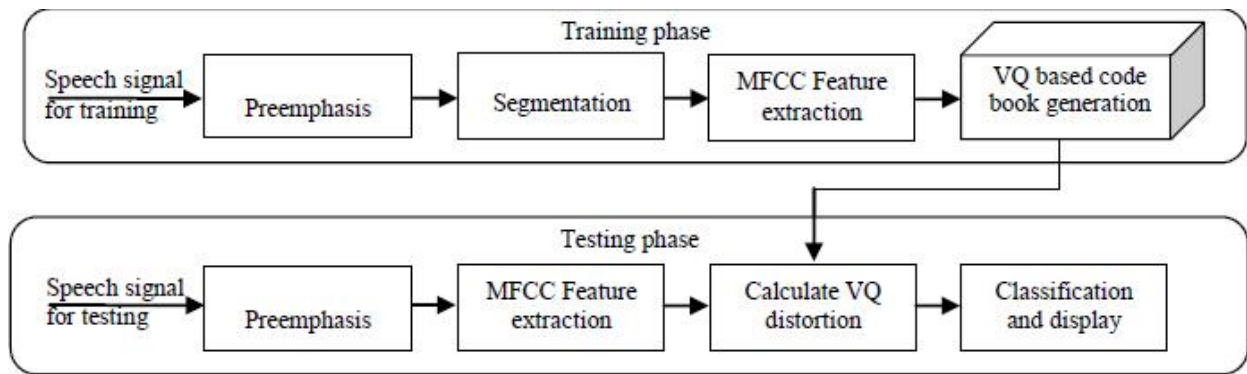 Training phase
Speech signal
for training
Preemphasis
Segmentation
MFCC Feature
extraction
VQ based code
book generation
Testing phase
Speech signal
for testing
Preemphasis
MFCC Feature
extraction
Calculate VQ
distortion
Classification
and display